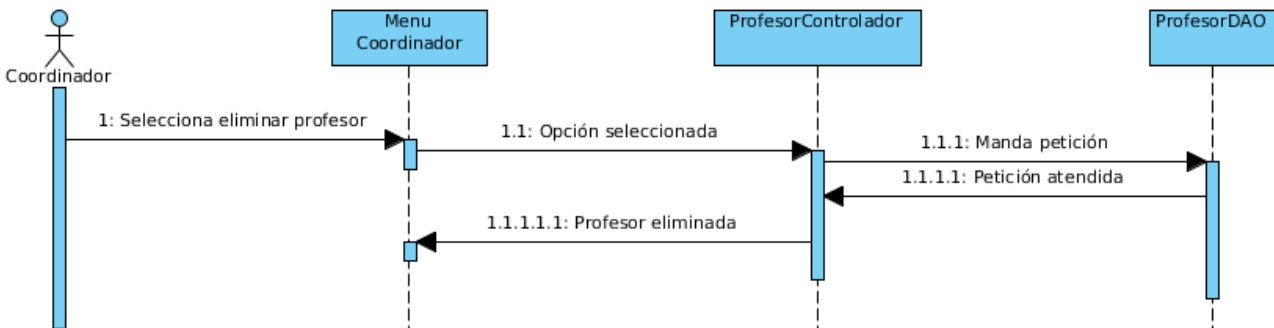 Menu
Coordinador
ProfesorControlador
ProfesorDAO
Coordinador
1: Selecciona eliminar profesor
1.1: Opción seleccionada
1.1.1: Manda petición
1.1.1.1: Petición atendida
1.1.1.1.1: Profesor eliminada